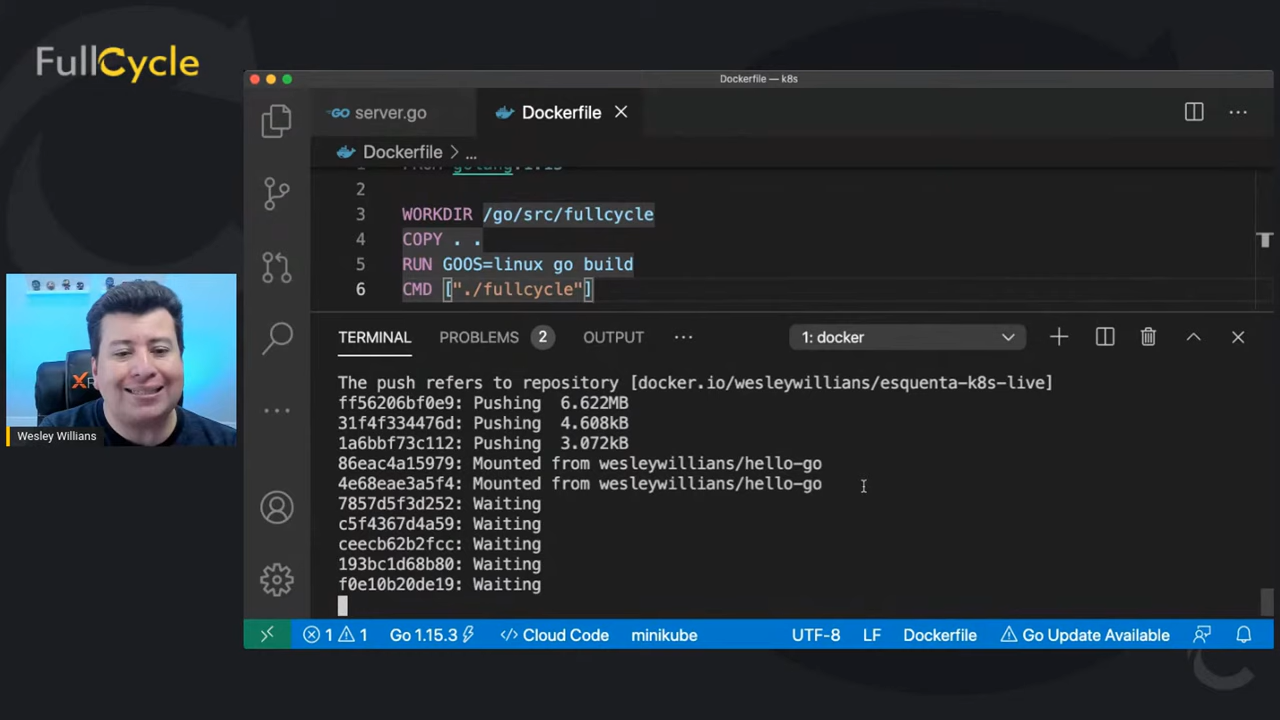 FullCycle
Dockerfile — k8s
server.go
Dockerfile
Dockerfile > ...
2
3 WORKDIR /go/src/fullcycle
4 COPY . .
5 RUN GOOS=linux go build
6 CMD ["./fullcycle"]
TERMINAL PROBLEMS 2 OUTPUT ... 1: docker
The push refers to repository [docker.io/wesleywillians/esquenta-k8s-live]
ff56206bf0e9: Pushing 6.622MB
31f4f334476d: Pushing 4.608kB
1a6bbf73c112: Pushing 3.072kB
86eac4a15979: Mounted from wesleywillians/hello-go
4e68eae3a5f4: Mounted from wesleywillians/hello-go
7857d5f3d252: Waiting
c5f4367d4a59: Waiting
ceecb62b2fcc: Waiting
193bc1d68b80: Waiting
f0e10b20de19: Waiting
Wesley Willians
1 1 Go 1.15.3 Cloud Code minikube UTF-8 LF Dockerfile Go Update Available